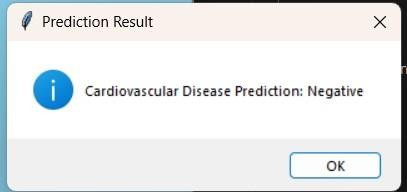 Prediction Result
Cardiovascular Disease Prediction: Negative
OK